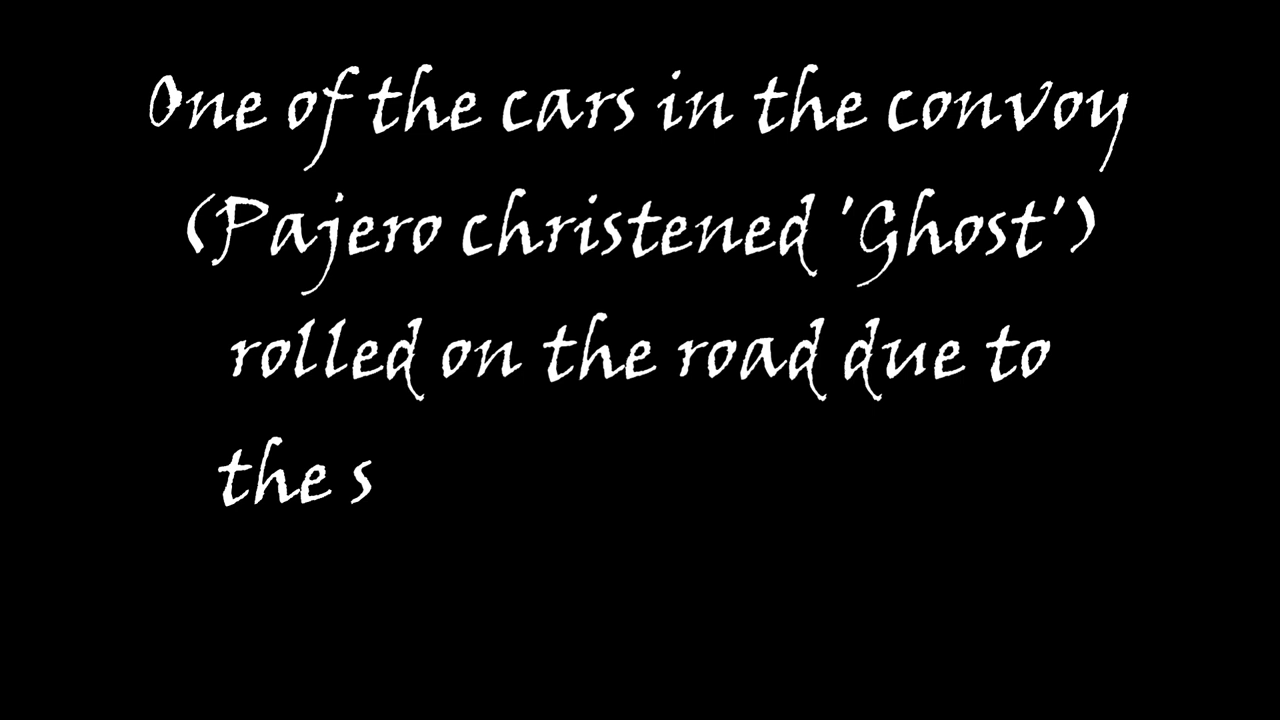 One of the cars in the convoy
(Pajero christened 'Ghost')
rolled on the road due to
the s